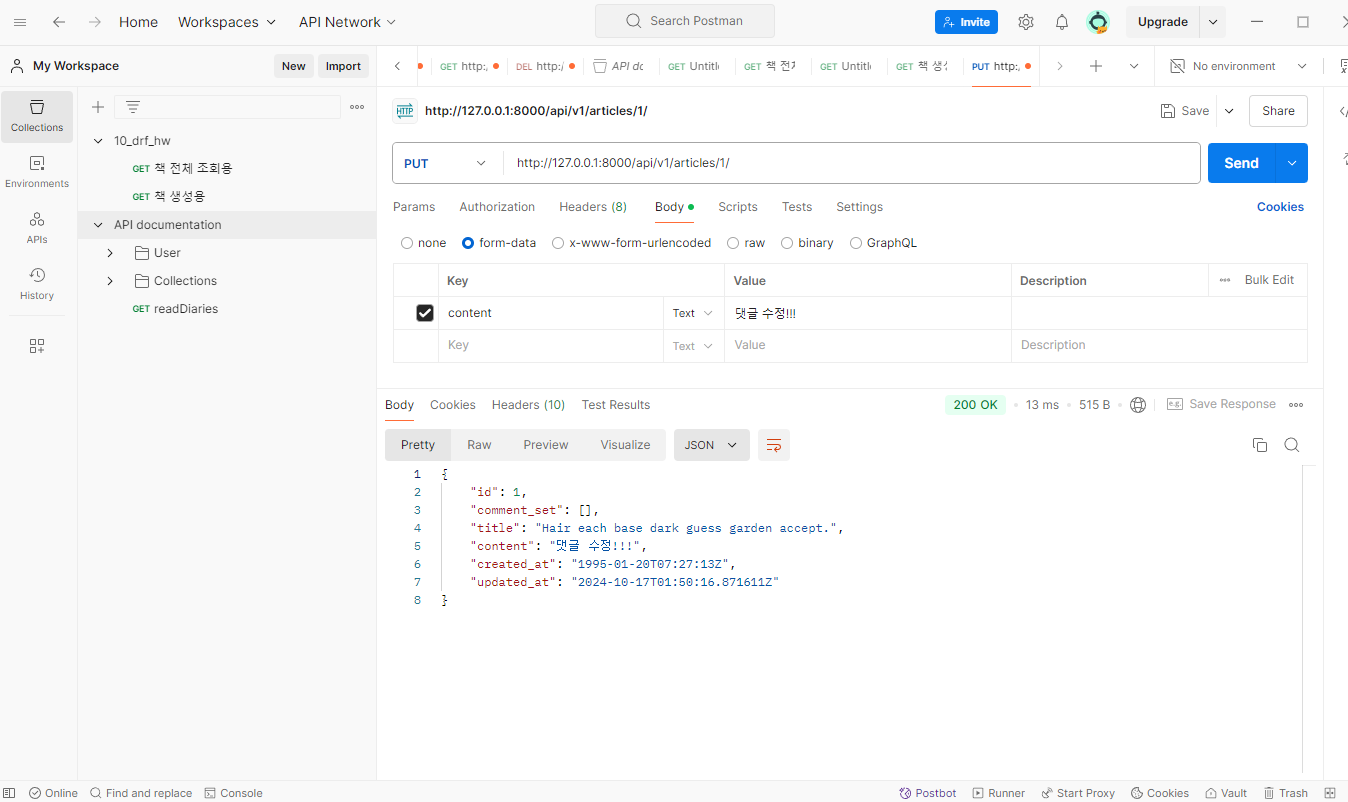 Home Workspaces API Network Search Postman Invite Upgrade
My Workspace New Import
GET http:/ DEL http:/ API do GET Untitle GET 책 전체 GET Untitle GET 책 생성 PUT http:/ No environment
Collections
Environments
APIs
History
10_drf_hw
GET 책 전체 조회용
GET 책 생성용
API documentation
User
Collections
GET readDiaries
HTTP http://127.0.0.1:8000/api/v1/articles/1/ Save Share
PUT http://127.0.0.1:8000/api/v1/articles/1/ Send
Params Authorization Headers (8) Body Scripts Tests Settings Cookies
none form-data x-www-form-urlencoded raw binary GraphQL
Key Value Description Bulk Edit
content Text 댓글 수정!!!
Key Text Value Description
Body Cookies Headers (10) Test Results 200 OK 13 ms 515 B e.g. Save Response
Pretty Raw Preview Visualize JSON
1 {
2 "id": 1,
3 "comment_set": [],
4 "title": "Hair each base dark guess garden accept.",
5 "content": "댓글 수정!!!",
6 "created_at": "1995-01-20T07:27:13Z",
7 "updated_at": "2024-10-17T01:50:16.871611Z"
8 }
Online Find and replace Console Postbot Runner Start Proxy Cookies Vault Trash